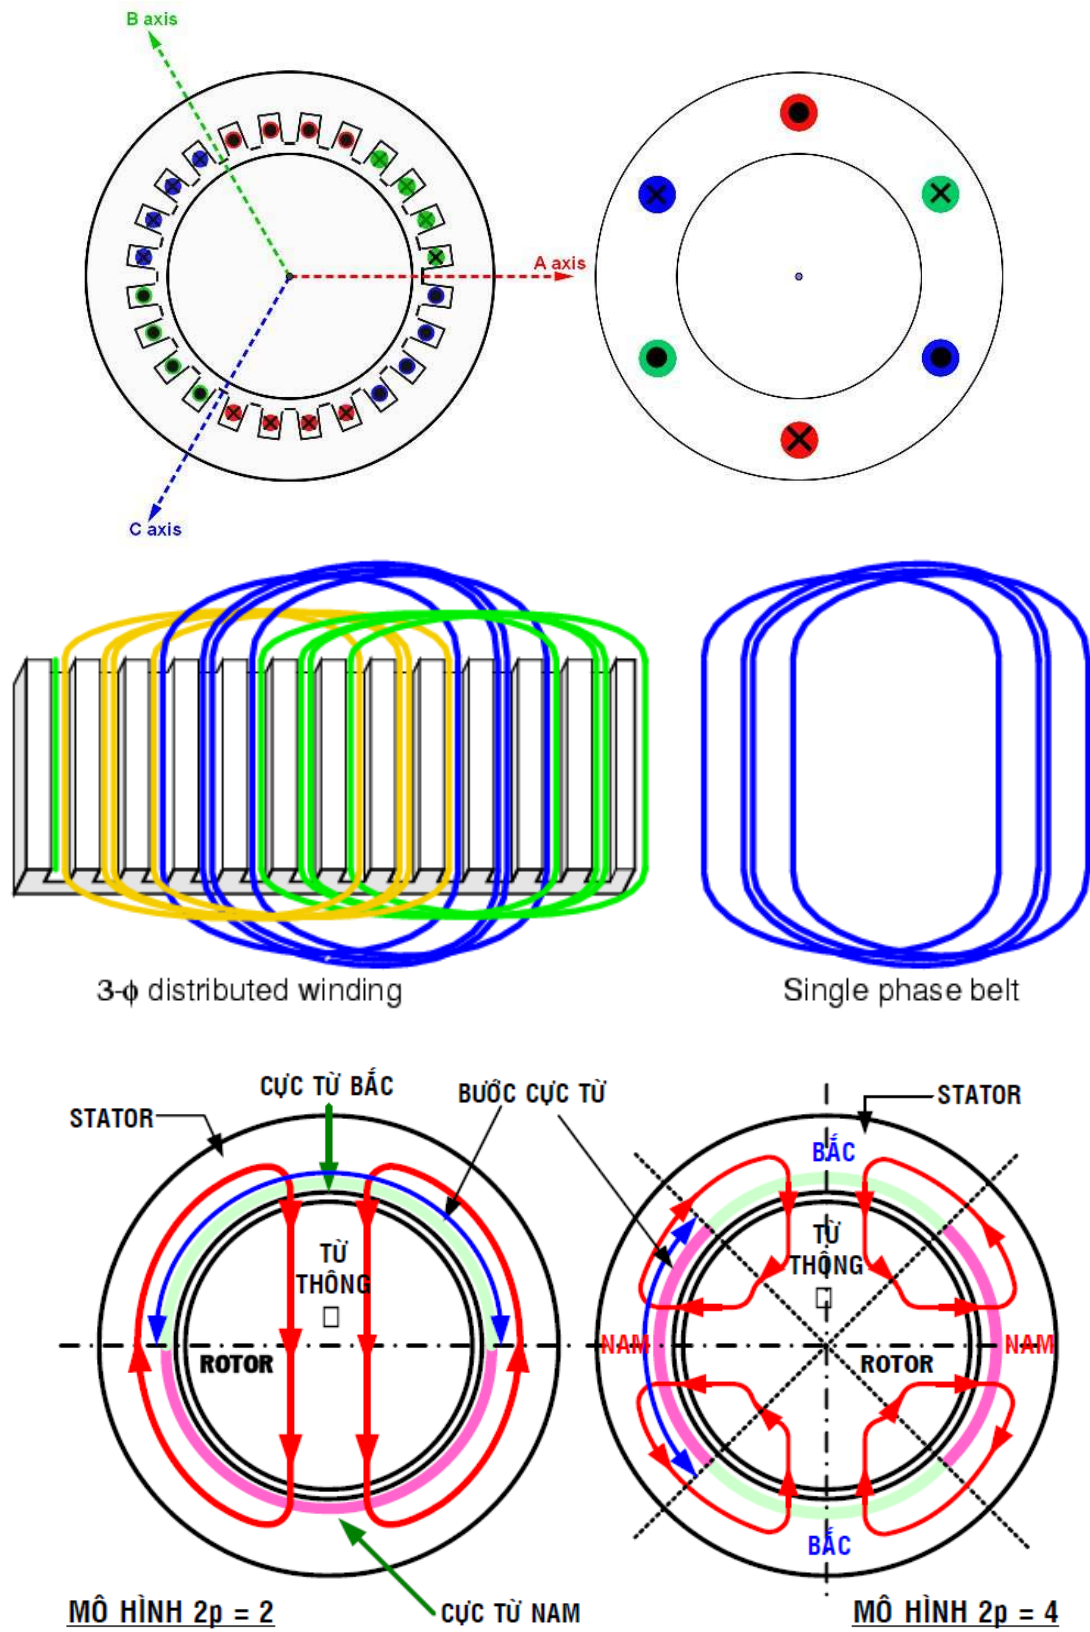 B axis
A axis
C axis
3-ϕ distributed winding
Single phase belt
CỰC TỪ BẮC
BƯỚC CỰC TỪ
STATOR
STATOR
BẮC
TỪ
THÔNG
□
TỪ
THÔNG
□
NAM
NAM
ROTOR
ROTOR
BẮC
CỰC TỪ NAM
MÔ HÌNH 2p = 2
MÔ HÌNH 2p = 4